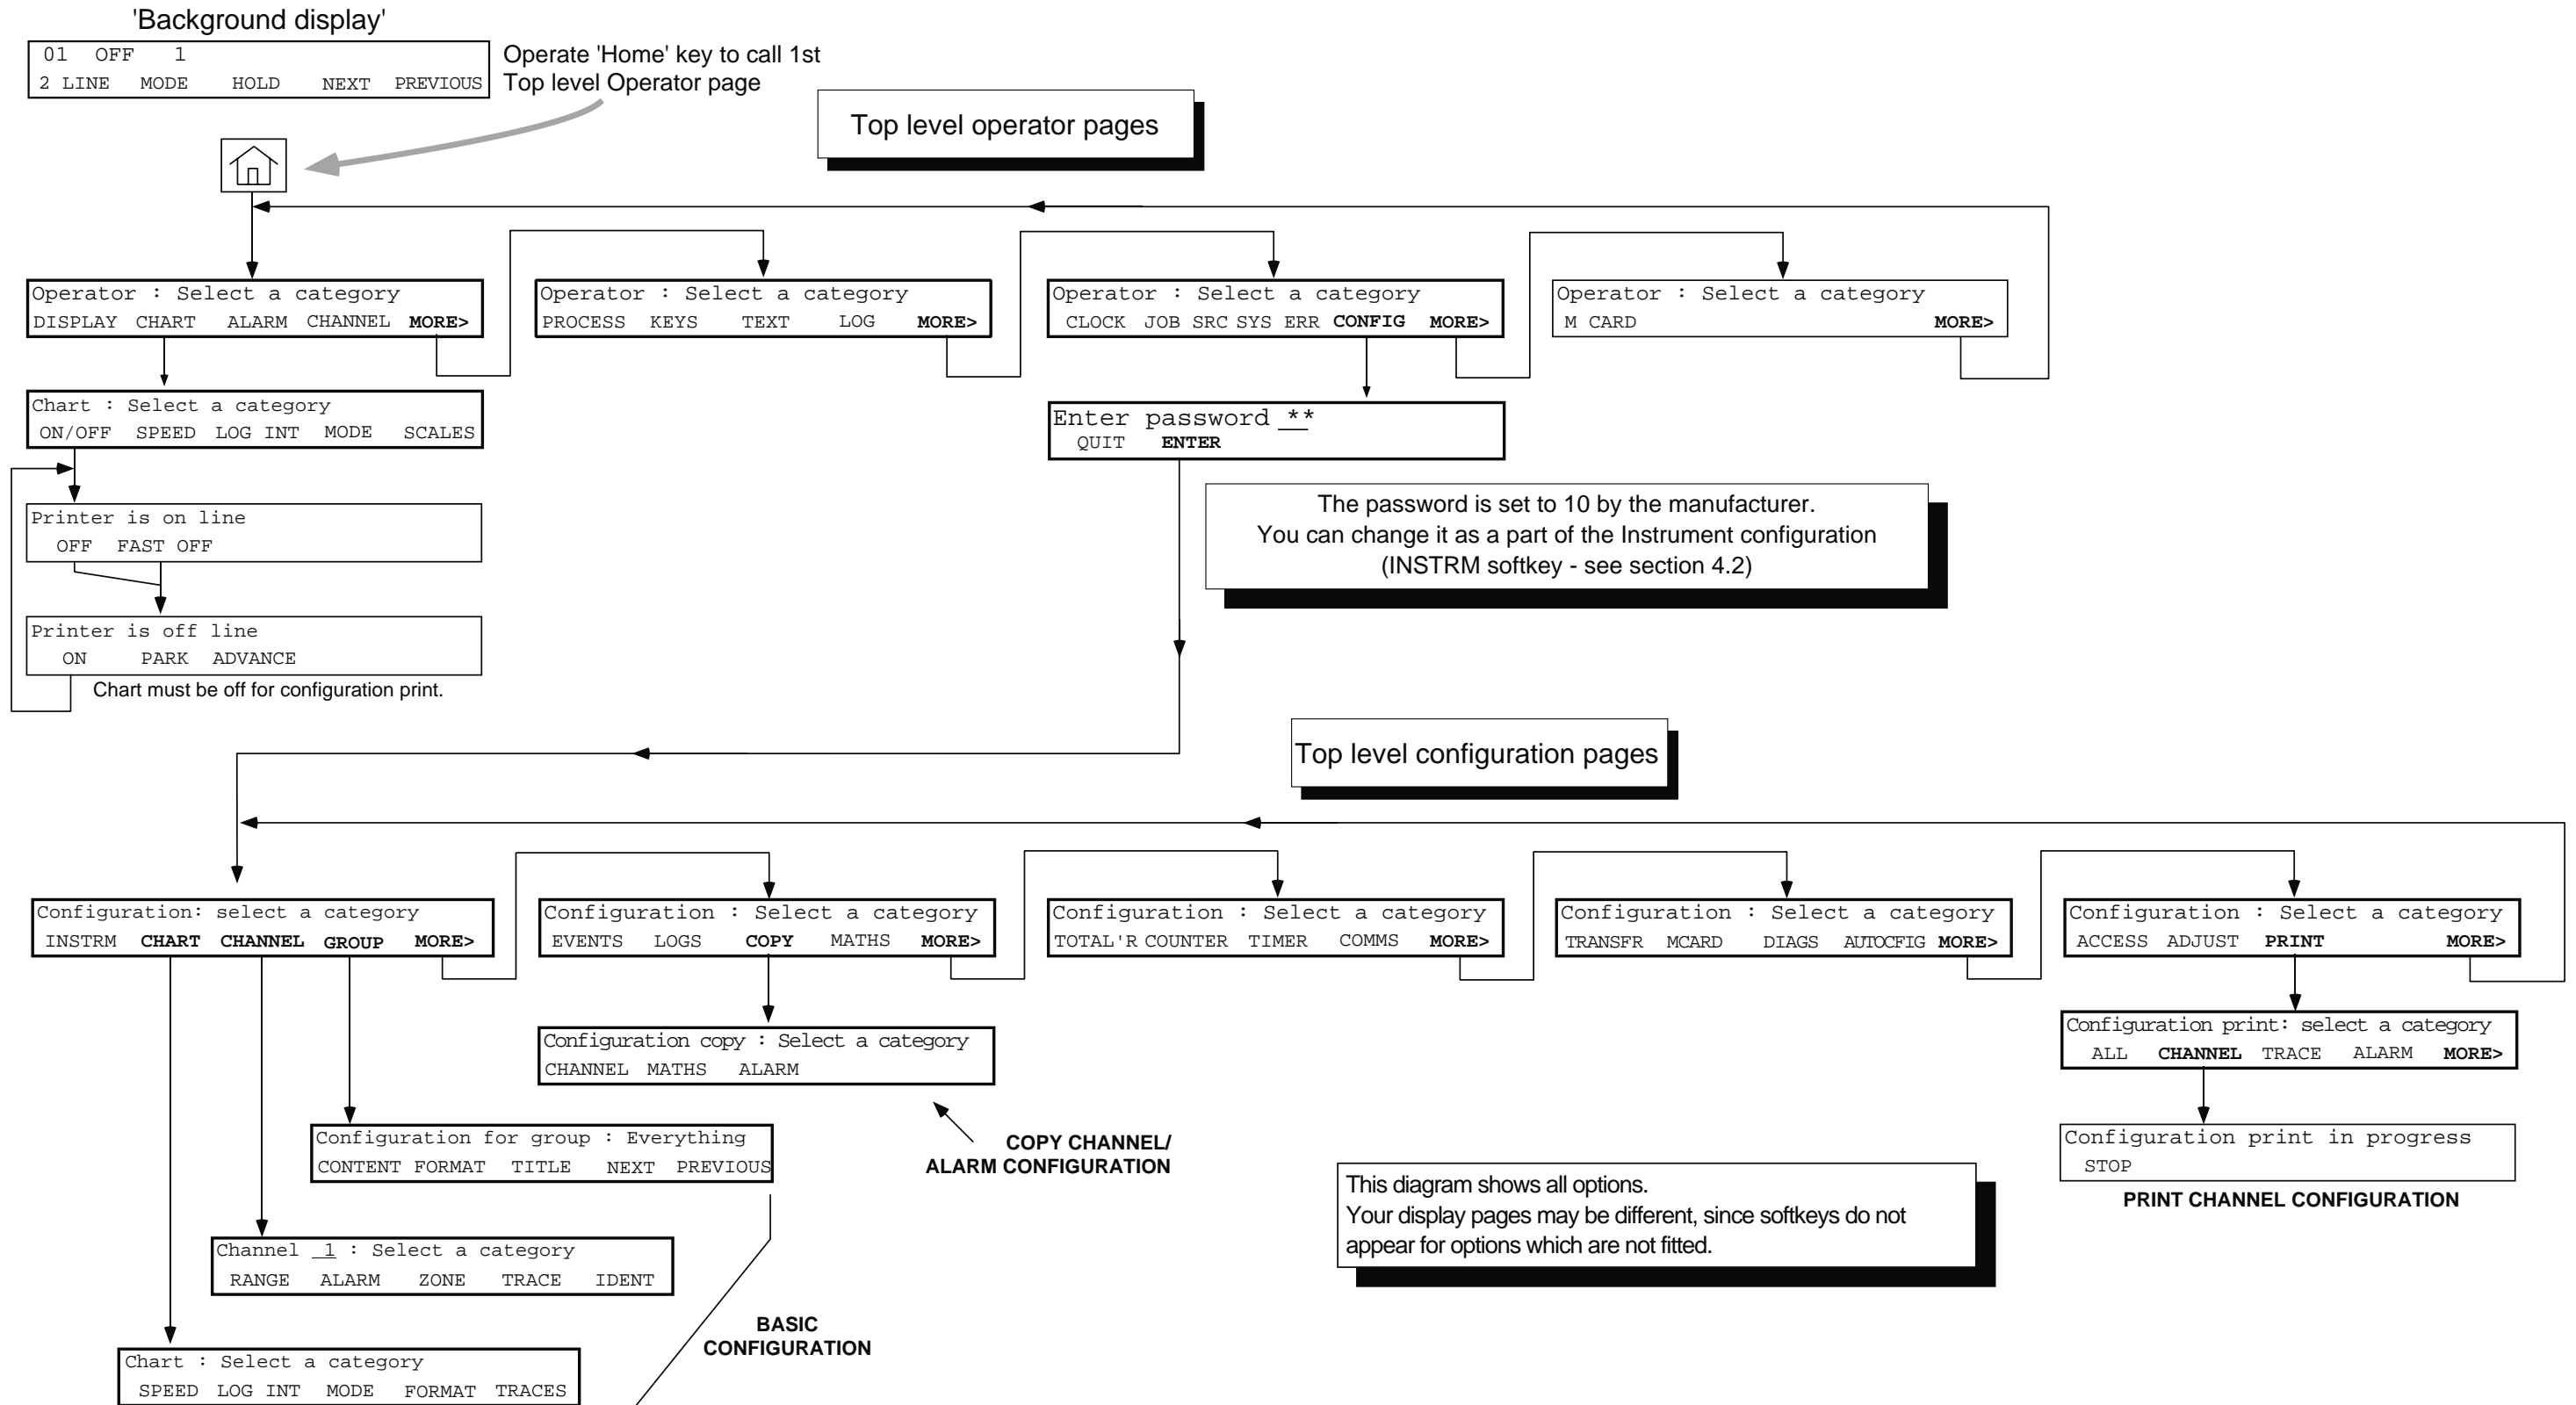 'Background display'
01 OFF 1
2 LINE MODE HOLD NEXT PREVIOUS
Operate 'Home' key to call 1st
Top level Operator page
Top level operator pages
Operator : Select a category
DISPLAY CHART ALARM CHANNEL MORE>
Operator : Select a category
PROCESS KEYS TEXT LOG MORE>
Operator : Select a category
CLOCK JOB SRC SYS ERR CONFIG MORE>
Operator : Select a category
M CARD MORE>
Chart : Select a category
ON/OFF SPEED LOG INT MODE SCALES
Enter password **
QUIT ENTER
Printer is on line
OFF FAST OFF
The password is set to 10 by the manufacturer.
You can change it as a part of the Instrument configuration
(INSTRM softkey - see section 4.2)
Printer is off line
ON PARK ADVANCE
Chart must be off for configuration print.
Top level configuration pages
Configuration: select a category
INSTRM CHART CHANNEL GROUP MORE>
Configuration : Select a category
EVENTS LOGS COPY MATHS MORE>
Configuration : Select a category
TOTAL'R COUNTER TIMER COMMS MORE>
Configuration : Select a category
TRANSFR MCARD DIAGS AUTOCFIG MORE>
Configuration : Select a category
ACCESS ADJUST PRINT MORE>
Configuration copy : Select a category
CHANNEL MATHS ALARM
Configuration print: select a category
ALL CHANNEL TRACE ALARM MORE>
COPY CHANNEL/
ALARM CONFIGURATION
Configuration for group : Everything
CONTENT FORMAT TITLE NEXT PREVIOUS
Configuration print in progress
STOP
PRINT CHANNEL CONFIGURATION
This diagram shows all options.
Your display pages may be different, since softkeys do not
appear for options which are not fitted.
Channel 1 : Select a category
RANGE ALARM ZONE TRACE IDENT
BASIC
CONFIGURATION
Chart : Select a category
SPEED LOG INT MODE FORMAT TRACES